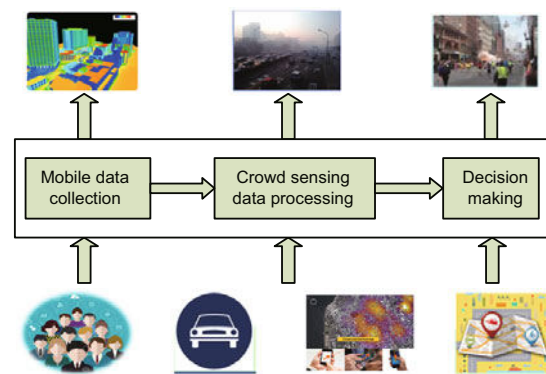 Mobile data
collection
Crowd sensing
data processing
Decision
making